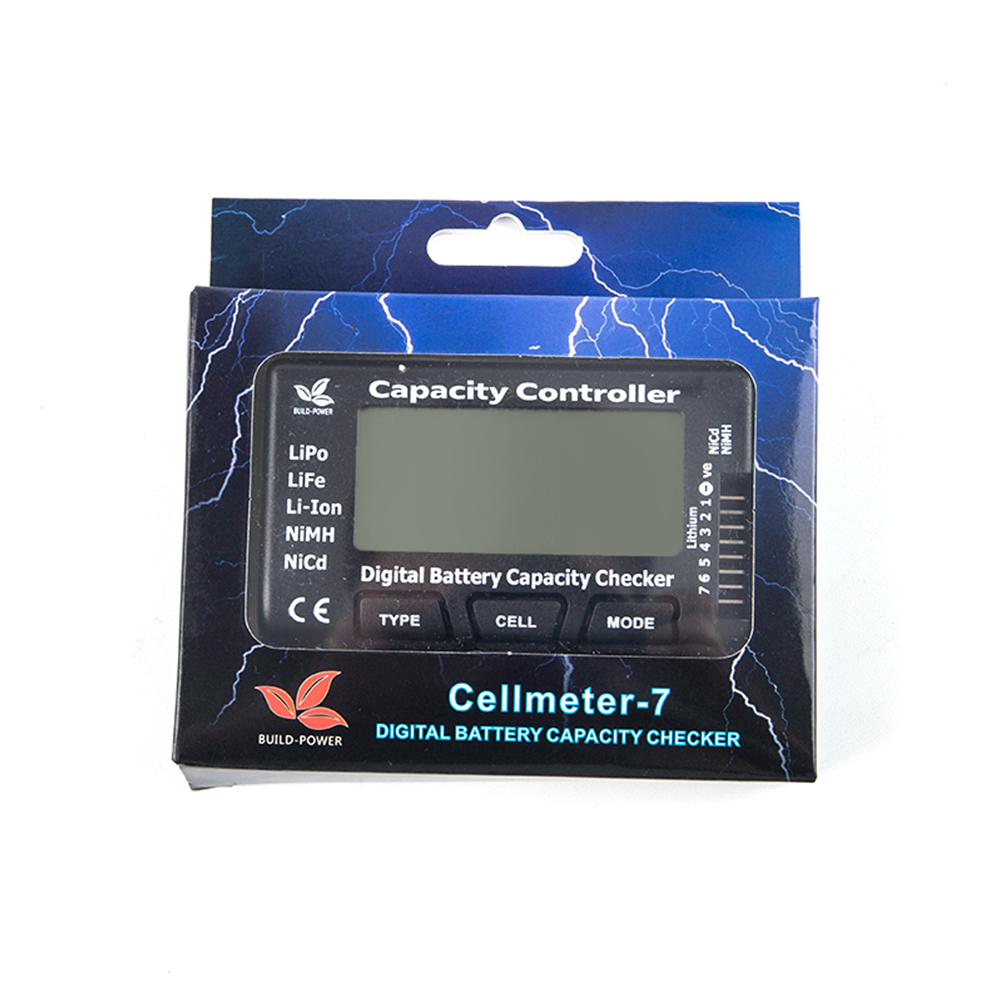 Capacity Controller
BUILD-POWER
LiPo
LiFe
Li-Ion
NiMH
NiCd
CE
NiCd
NiMH
Lithium
7 6 5 4 3 2 1 - ve
Digital Battery Capacity Checker
TYPE
CELL
MODE
Cellmeter-7
BUILD-POWER
DIGITAL BATTERY CAPACITY CHECKER